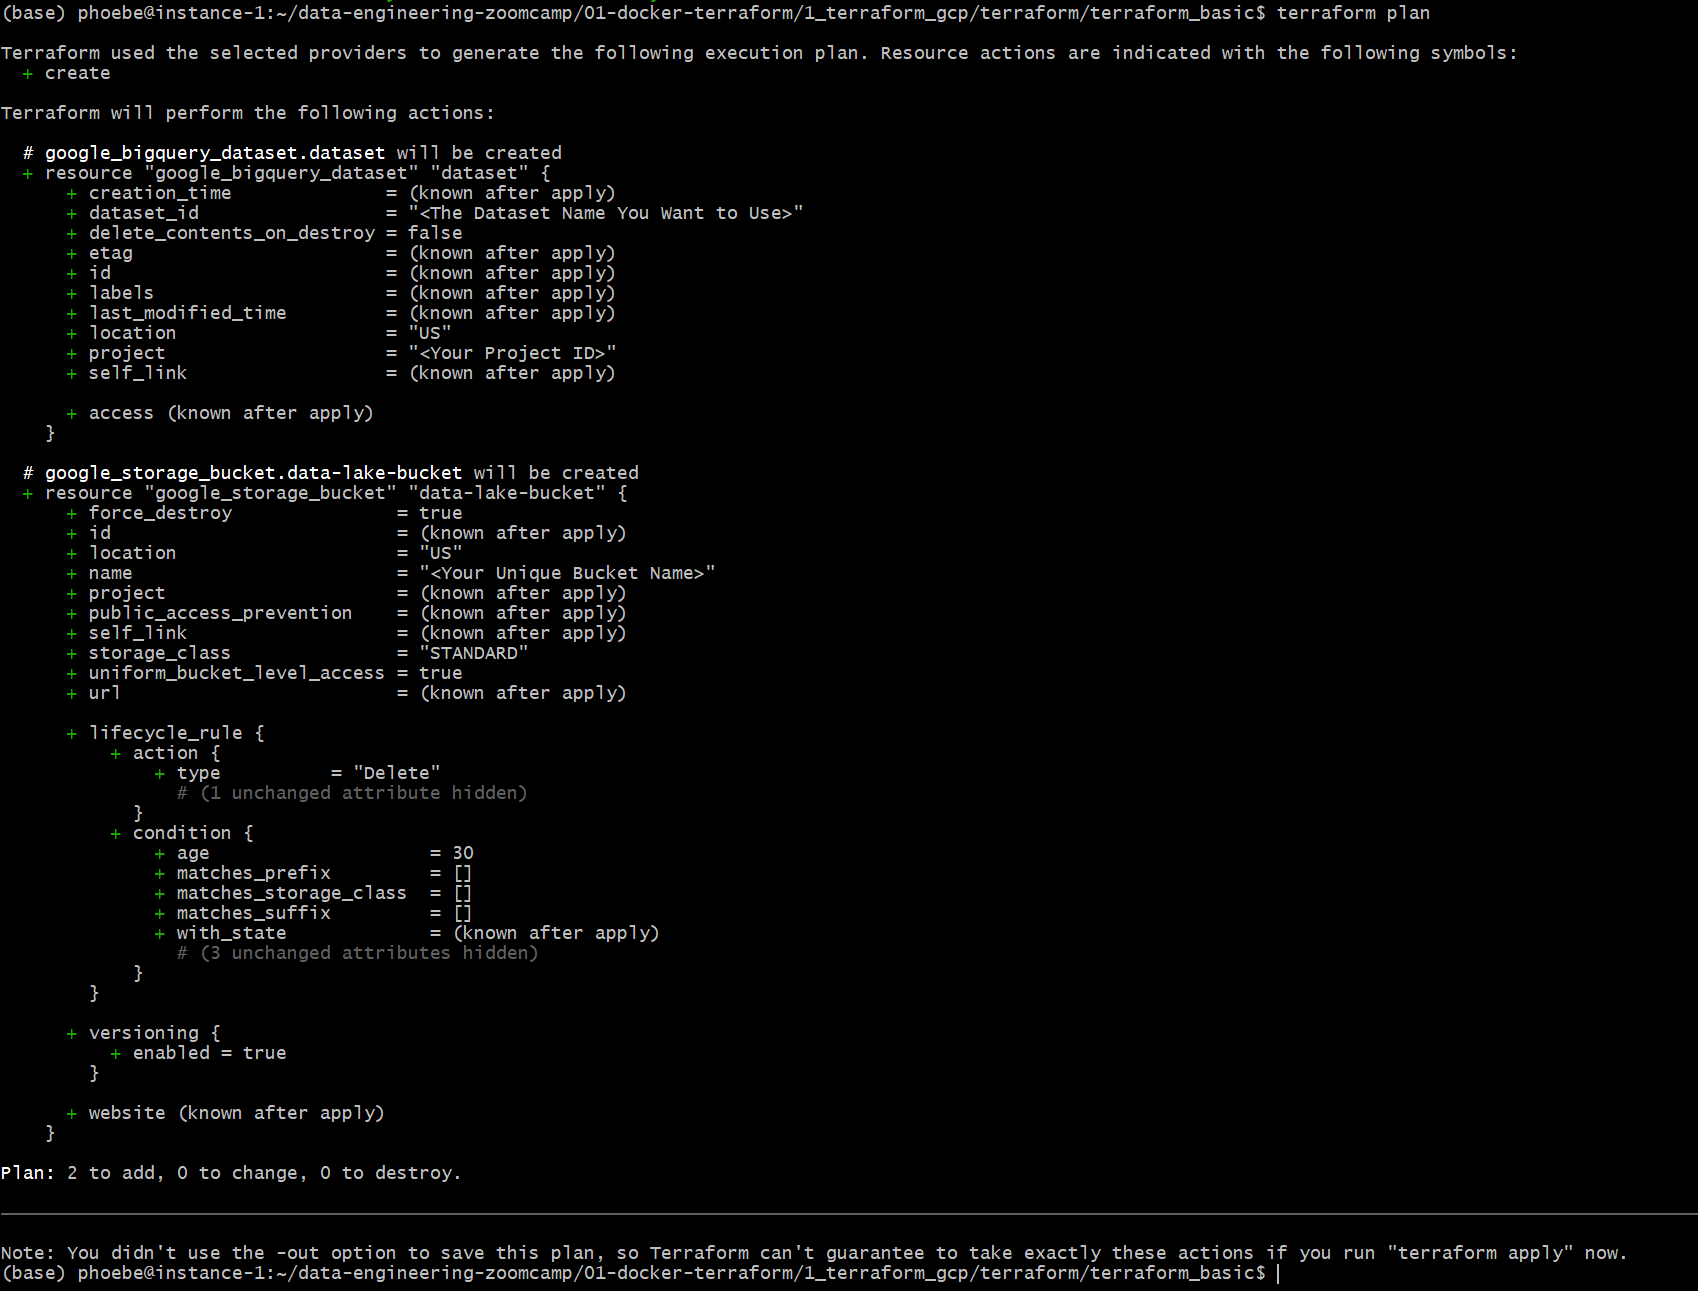 (base) phoebe@instance-1:~/data-engineering-zoomcamp/01-docker-terraform/1_terraform_gcp/terraform/terraform_basic$ terraform plan
Terraform used the selected providers to generate the following execution plan. Resource actions are indicated with the following symbols:
+ create
Terraform will perform the following actions:
# google_bigquery_dataset.dataset will be created
+ resource "google_bigquery_dataset" "dataset" {
+ creation_time = (known after apply)
+ dataset_id = "<The Dataset Name You Want to Use>"
+ delete_contents_on_destroy = false
+ etag = (known after apply)
+ id = (known after apply)
+ labels = (known after apply)
+ last_modified_time = (known after apply)
+ location = "US"
+ project = "<Your Project ID>"
+ self_link = (known after apply)
+ access (known after apply)
}
# google_storage_bucket.data-lake-bucket will be created
+ resource "google_storage_bucket" "data-lake-bucket" {
+ force_destroy = true
+ id = (known after apply)
+ location = "US"
+ name = "<Your Unique Bucket Name>"
+ project = (known after apply)
+ public_access_prevention = (known after apply)
+ self_link = (known after apply)
+ storage_class = "STANDARD"
+ uniform_bucket_level_access = true
+ url = (known after apply)
+ lifecycle_rule {
+ action {
+ type = "Delete"
# (1 unchanged attribute hidden)
}
+ condition {
+ age = 30
+ matches_prefix = []
+ matches_storage_class = []
+ matches_suffix = []
+ with_state = (known after apply)
# (3 unchanged attributes hidden)
}
}
+ versioning {
+ enabled = true
}
+ website (known after apply)
}
Plan: 2 to add, 0 to change, 0 to destroy.
Note: You didn't use the -out option to save this plan, so Terraform can't guarantee to take exactly these actions if you run "terraform apply" now.
(base) phoebe@instance-1:~/data-engineering-zoomcamp/01-docker-terraform/1_terraform_gcp/terraform/terraform_basic$